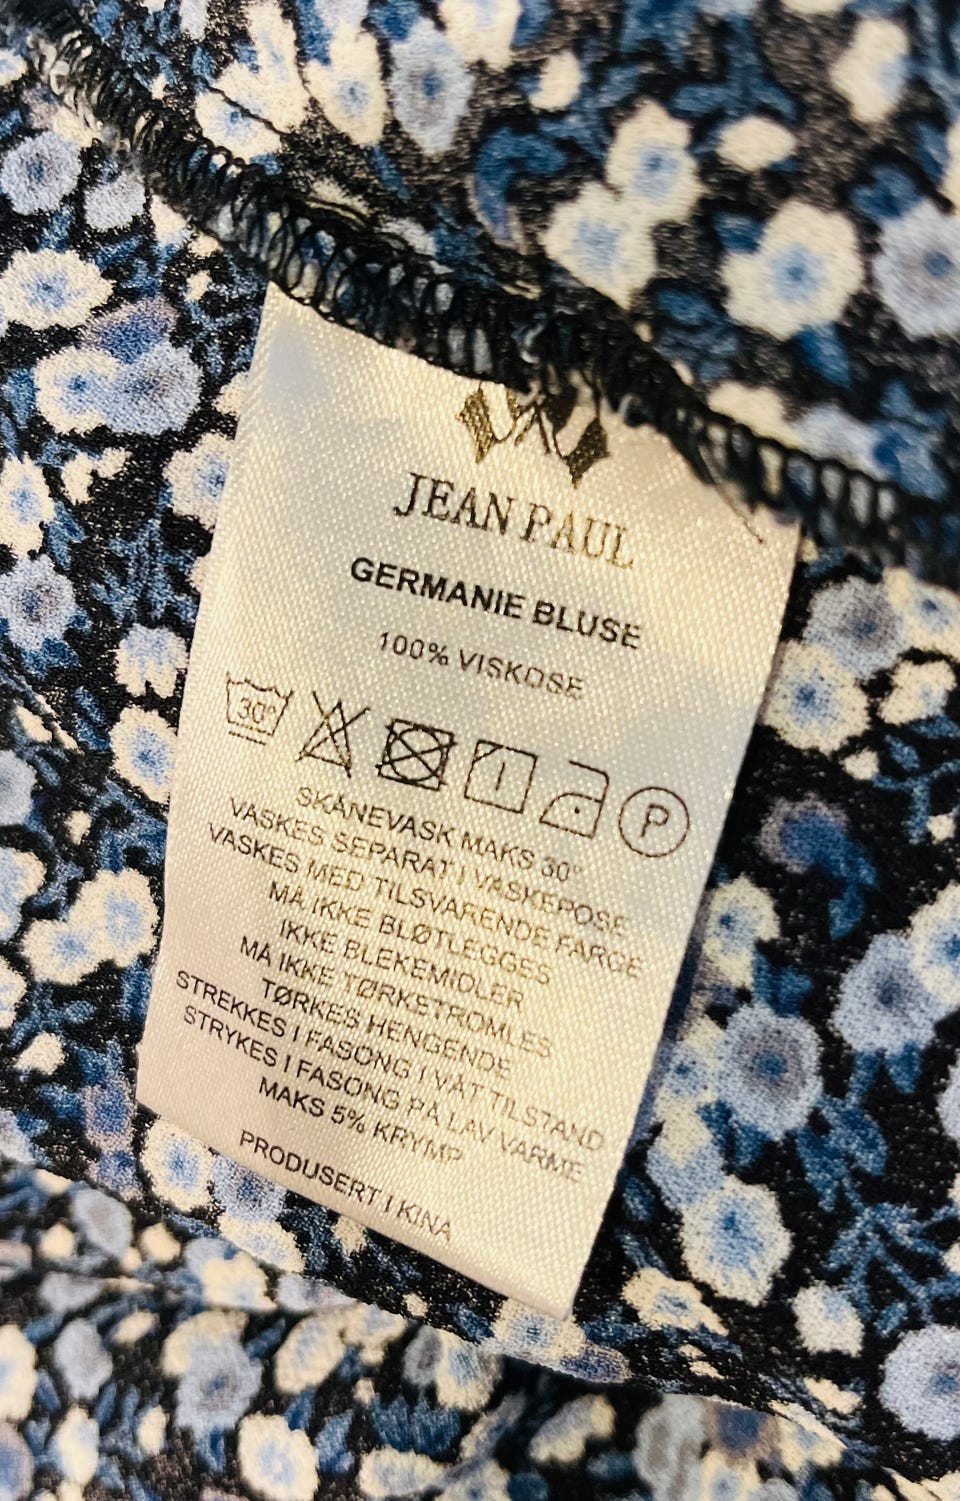 JEAN PAUL
GERMANIE BLUSE
100% VISKOSE
30°
P
SKÅNEVASK MAKS 30°
VASKES SEPARAT I VASKEPOSE
VASKES MED TILSVARENDE FARGE
MÅ IKKE BLØTLEGGES
IKKE BLEKEMIDLER
MÅ IKKE TØRKETROMLES
TØRKES HENGENDE
STREKKES I FASONG I VÅT TILSTAND
STRYKES I FASONG PÅ LAV VARME
MAKS 5% KRYMP
PRODUSERT I KINA